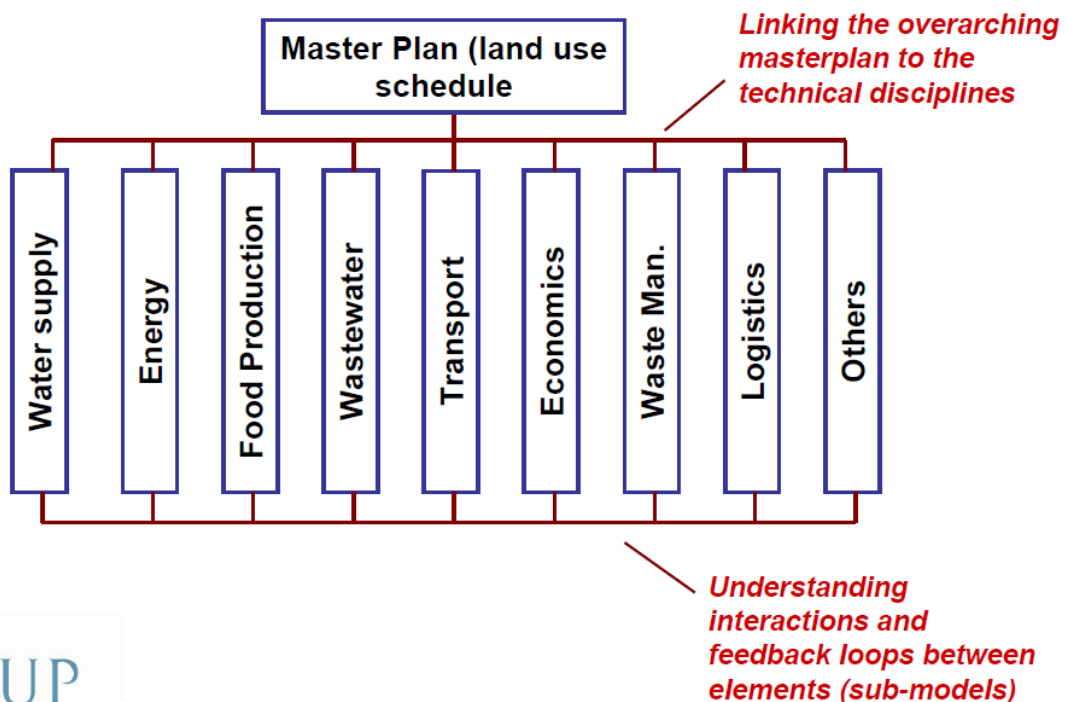 Master Plan (land use
schedule
Linking the overarching
masterplan to the
technical disciplines
Water supply
Energy
Food Production
Wastewater
Transport
Economics
Waste Man.
Logistics
Others
Understanding
interactions and
feedback loops between
elements (sub-models)
UP